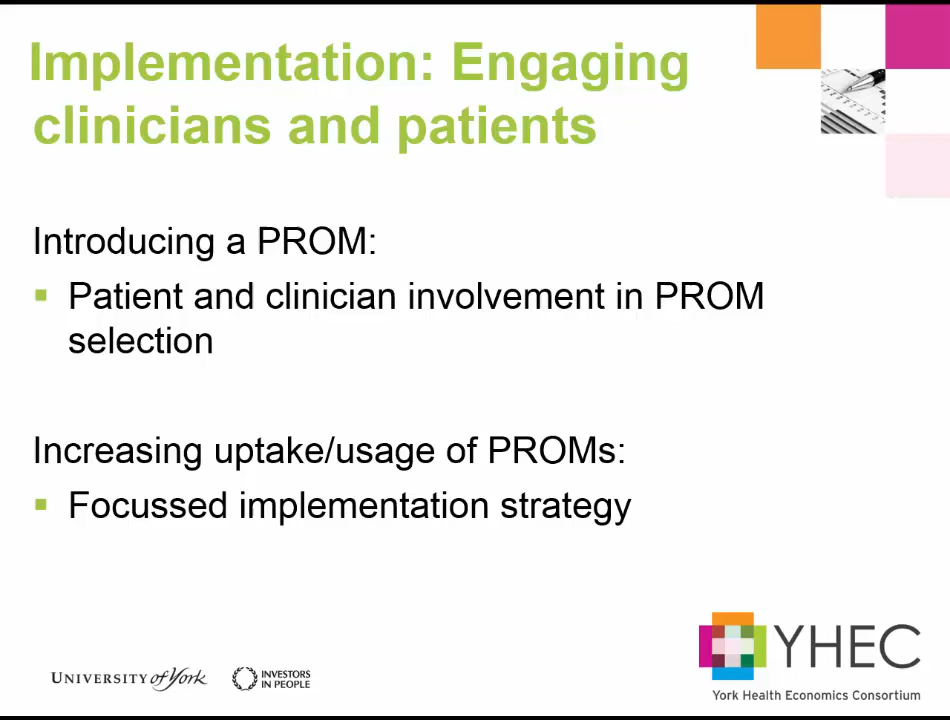 Implementation: Engaging
clinicians and patients
Introducing a PROM:
Patient and clinician involvement in PROM
selection
Increasing uptake/usage of PROMs:
Focussed implementation strategy
UNIVERSITY of York
INVESTORS
IN PEOPLE
YHEC
York Health Economics Consortium